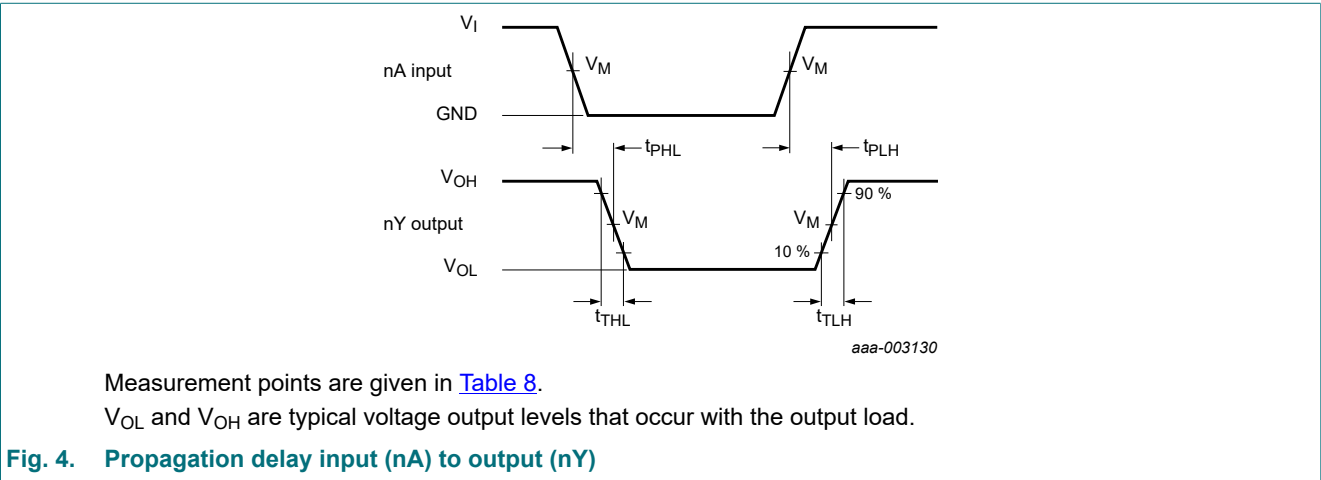 VI
nA input
VM
VM
GND
tPHL
tPLH
VOH
90 %
nY output
VM
VM
10 %
VOL
tTHL
tTLH
aaa-003130
Measurement points are given in Table 8.
VOL and VOH are typical voltage output levels that occur with the output load.
Fig. 4. Propagation delay input (nA) to output (nY)